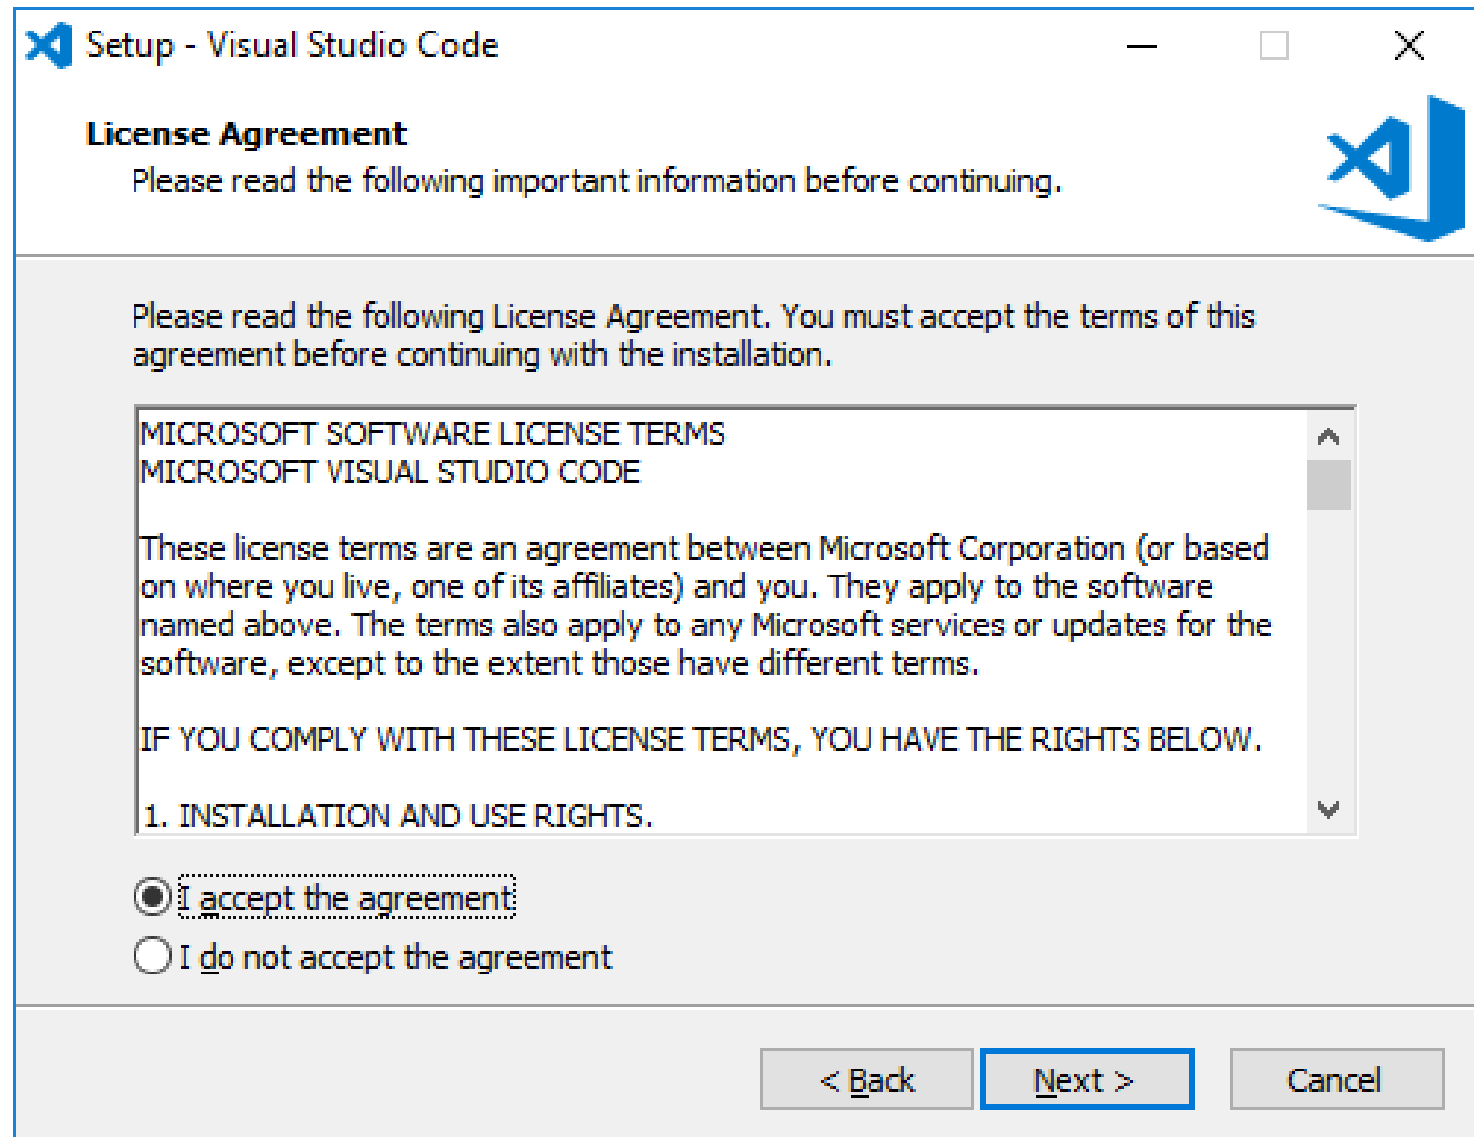 Setup - Visual Studio Code
License Agreement
Please read the following important information before continuing.
Please read the following License Agreement. You must accept the terms of this
agreement before continuing with the installation.
MICROSOFT SOFTWARE LICENSE TERMS
MICROSOFT VISUAL STUDIO CODE
These license terms are an agreement between Microsoft Corporation (or based
on where you live, one of its affiliates) and you. They apply to the software
named above. The terms also apply to any Microsoft services or updates for the
software, except to the extent those have different terms.
IF YOU COMPLY WITH THESE LICENSE TERMS, YOU HAVE THE RIGHTS BELOW.
1. INSTALLATION AND USE RIGHTS.
I accept the agreement
I do not accept the agreement
< Back Next > Cancel